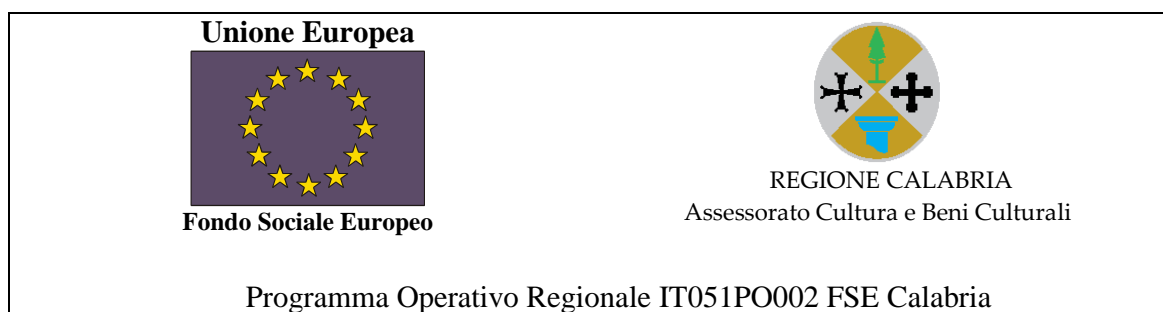 Unione Europea
Fondo Sociale Europeo
REGIONE CALABRIA
Assessorato Cultura e Beni Culturali
Programma Operativo Regionale IT051PO002 FSE Calabria